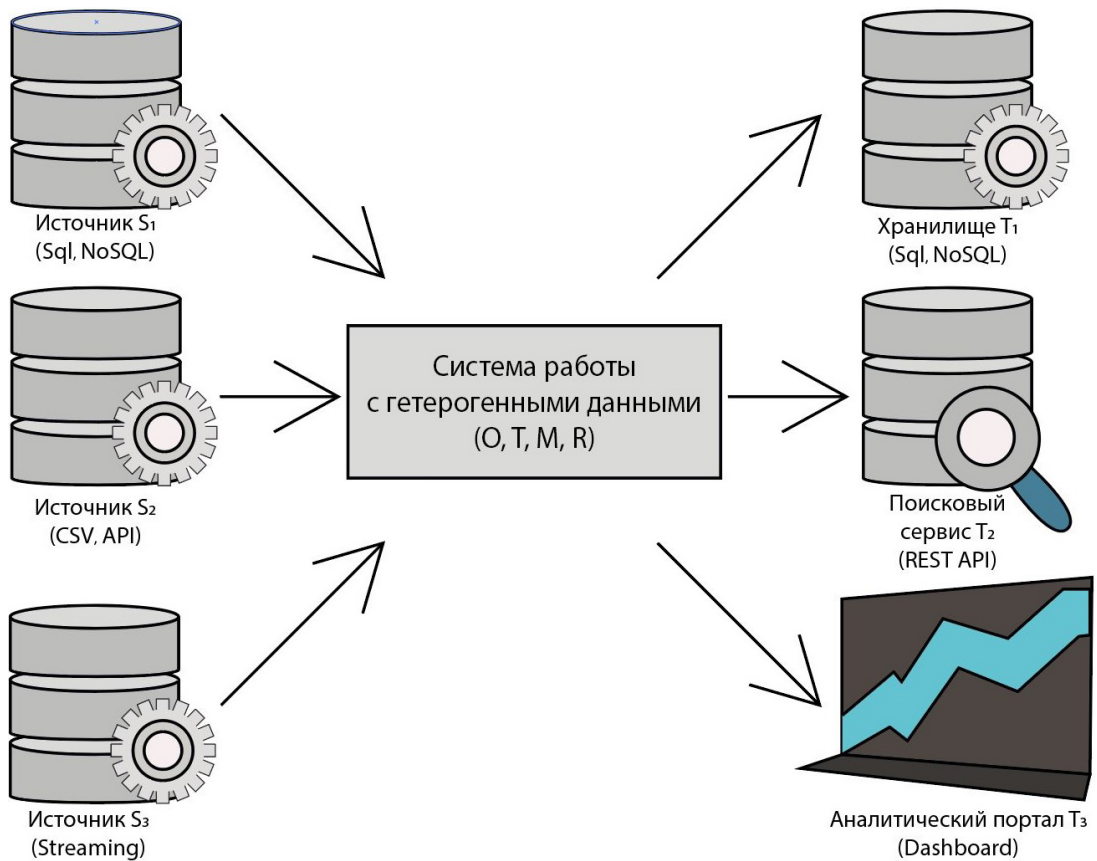 Источник S₁
(Sql, NoSQL)
Хранилище T₁
(Sql, NoSQL)
Система работы
с гетерогенными данными
(O, T, M, R)
Источник S₂
(CSV, API)
Поисковый
сервис T₂
(REST API)
Источник S₃
(Streaming)
Аналитический портал T₃
(Dashboard)